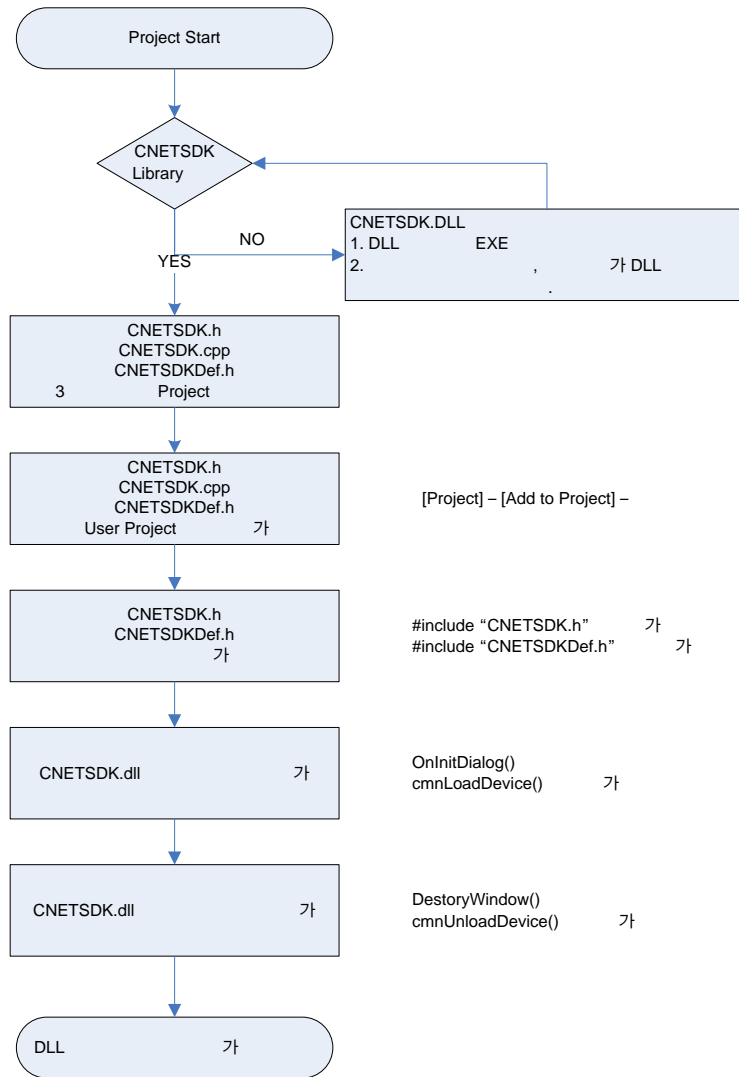 Project Start
CNETSDK
Library
NO
YES
CNETSDK.DLL
1. DLL EXE
2. , 가 DLL
.
CNETSDK.h
CNETSDK.cpp
CNETSDKDef.h
3 Project
CNETSDK.h
CNETSDK.cpp
CNETSDKDef.h
User Project 가
[Project] – [Add to Project] –
CNETSDK.h
CNETSDKDef.h
가
#include “CNETSDK.h” 가
#include “CNETSDKDef.h” 가
CNETSDK.dll 가
OnInitDialog()
cmnLoadDevice() 가
CNETSDK.dll 가
DestoryWindow()
cmnUnloadDevice() 가
DLL 가